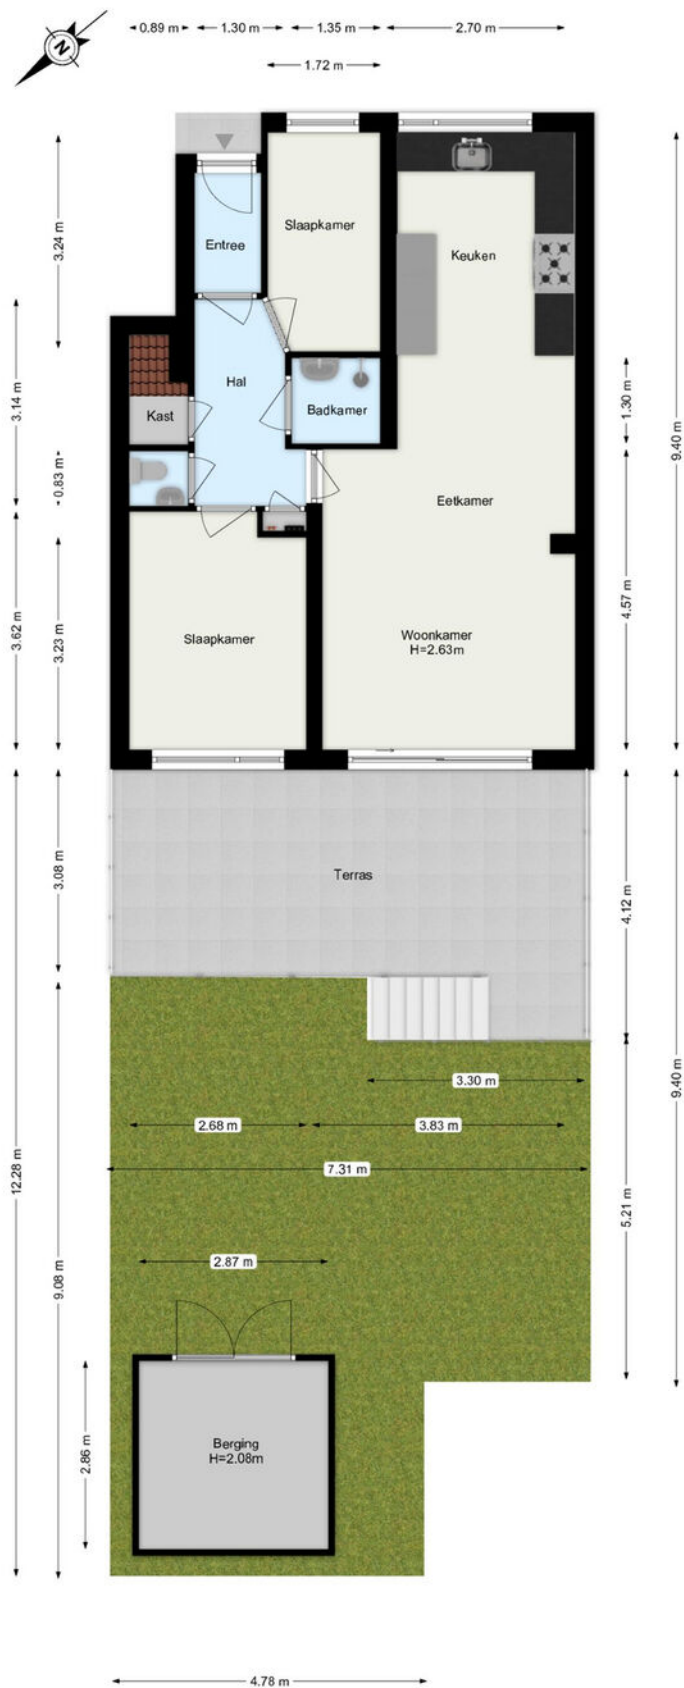 0.89 m
1.30 m
1.35 m
2.70 m
1.72 m
N
3.24 m
3.14 m
0.83 m
3.62 m
3.23 m
9.40 m
1.30 m
4.57 m
Slaapkamer
Entree
Keuken
Hal
Kast
Badkamer
Eetkamer
Slaapkamer
Woonkamer
H=2.63m
Terras
3.08 m
4.12 m
12.28 m
9.08 m
9.40 m
5.21 m
3.30 m
2.68 m
3.83 m
7.31 m
2.87 m
2.86 m
Berging
H=2.08m
4.78 m